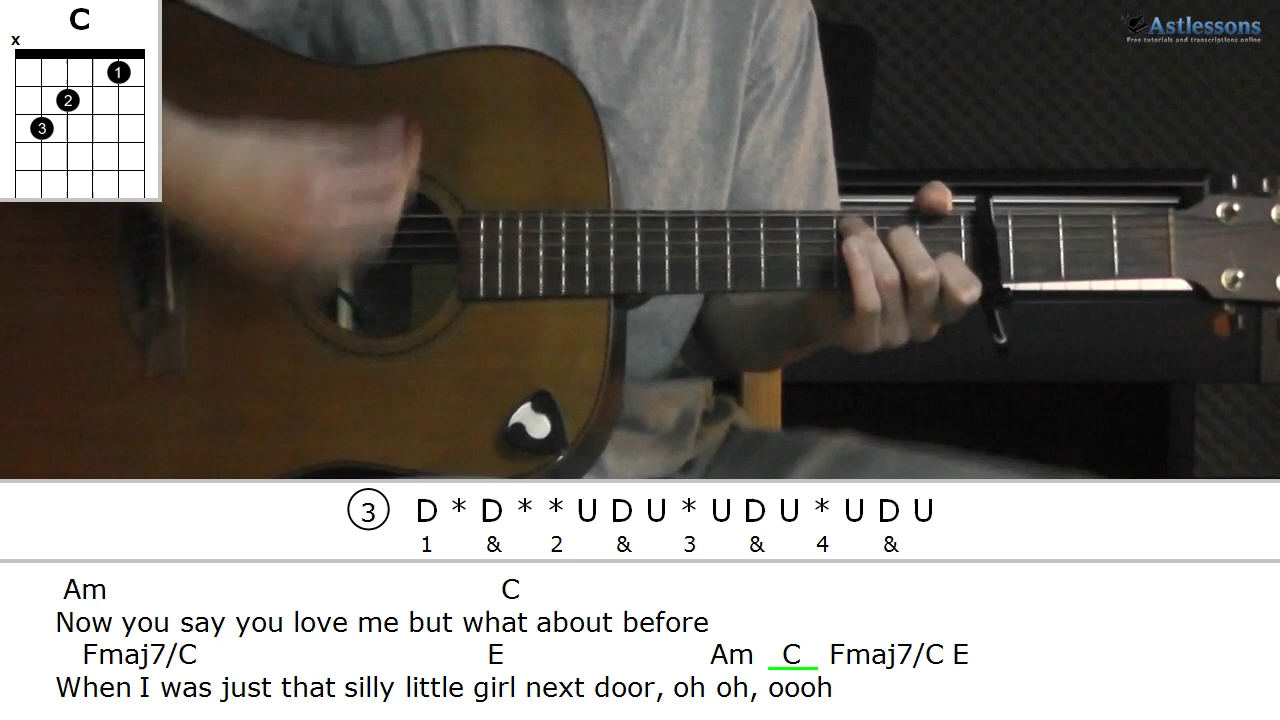 C
x
1
2
3
Astlessons
Free tutorials and transcriptions online
3 D * D * * U D U * U D U * U D U
1 & 2 & 3 & 4 &
Am C
Now you say you love me but what about before
Fmaj7/C E Am C Fmaj7/C E
When I was just that silly little girl next door, oh oh, oooh